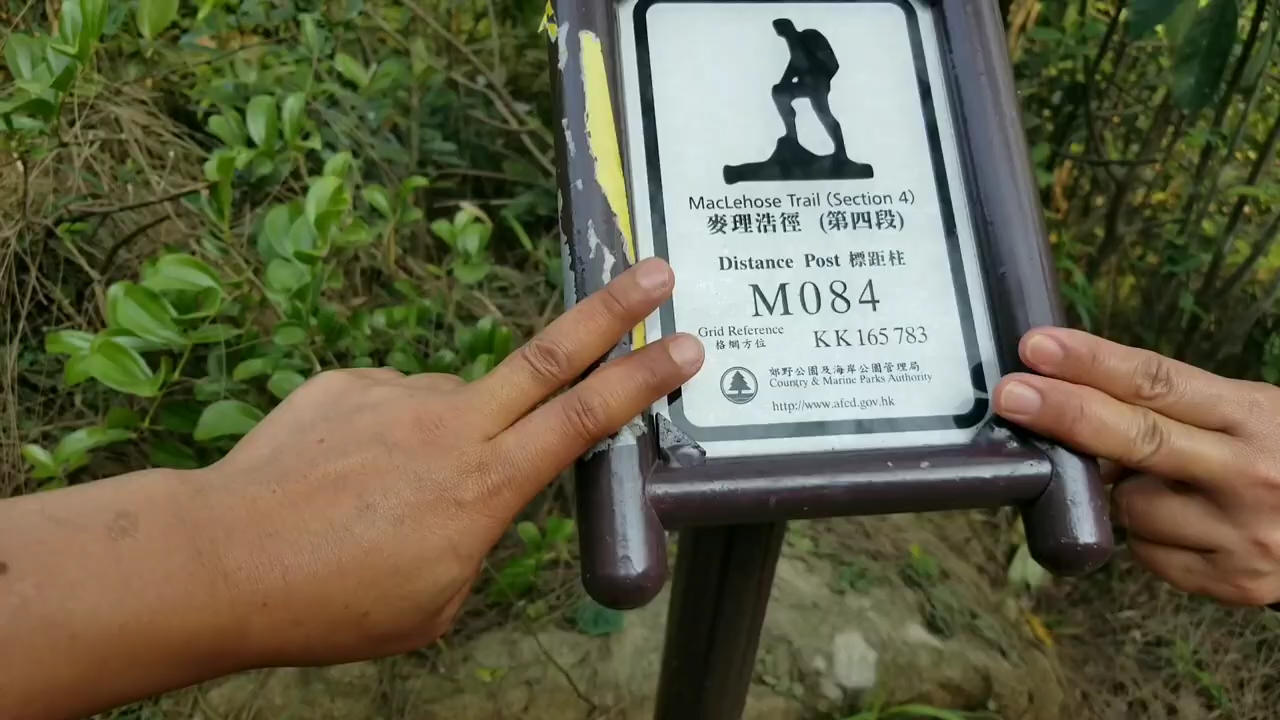 MacLehose Trail (Section 4)
麥理浩徑 (第四段)
Distance Post 標距柱
M084
Grid Reference
格網方位
KK 165 783
郊野公園及海岸公園管理局
Country & Marine Parks Authority
http://www.afcd.gov.hk